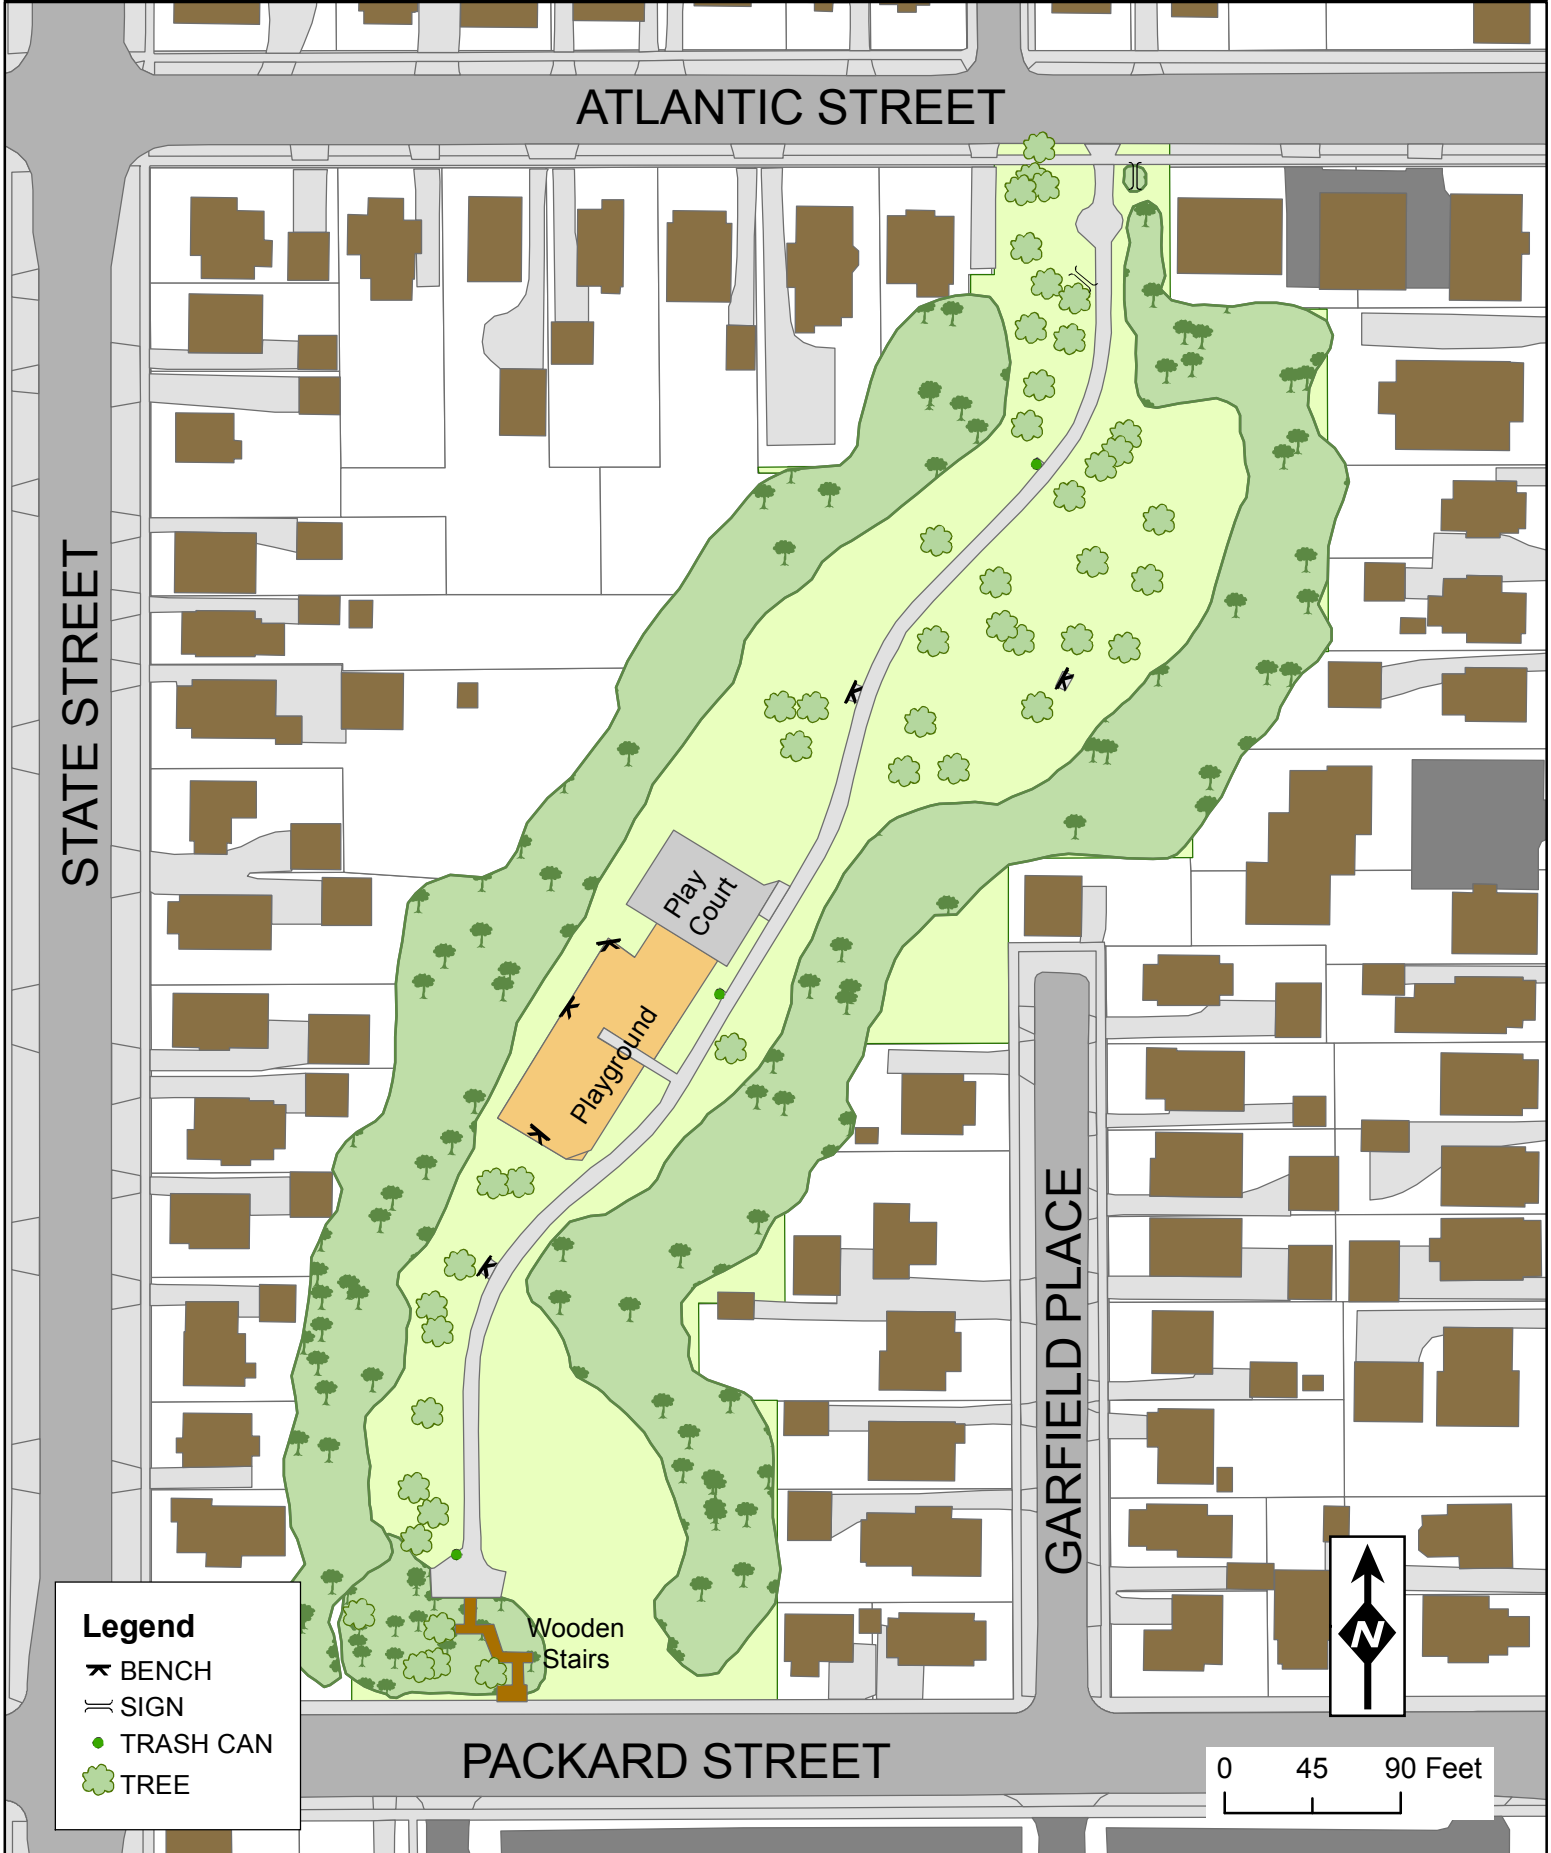 ATLANTIC STREET
STATE STREET
Play
Court
Playground
GARFIELD PLACE
Wooden
Stairs
Legend
BENCH
SIGN
TRASH CAN
TREE
N
PACKARD STREET
0 45 90 Feet